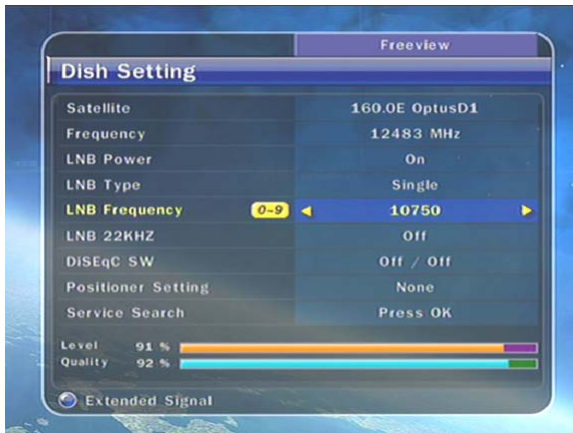 Freeview
Dish Setting
Satellite 160.0E OptusD1
Frequency 12483 MHz
LNB Power On
LNB Type Single
LNB Frequency 0~9 10750
LNB 22KHZ Off
DiSEqC SW Off / Off
Positioner Setting None
Service Search Press OK
Level 91 %
Quality 92 %
Extended Signal